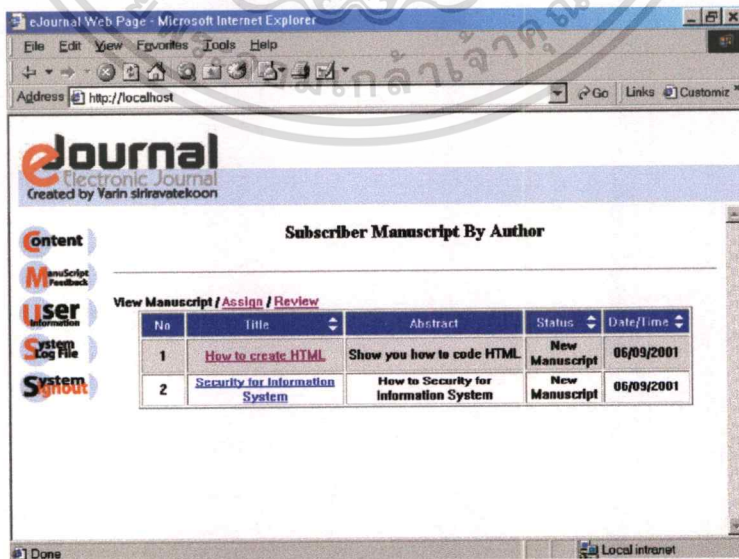 eJournal Web Page - Microsoft Internet Explorer
File Edit View Favorites Tools Help
Address http://localhost Go Links Customiz
eJournal
Electronic Journal
Created by Varin siriravatekoon
Subscriber Manuscript By Author
Content
ManuScript
Feedback
User
Information
System
Log File
System
Signout
View Manuscript / Assign / Review
No Title Abstract Status Date/Time
1 How to create HTML Show you how to code HTML New Manuscript 06/09/2001
2 Security for Information System How to Security for Information System New Manuscript 06/09/2001
Done Local intranet